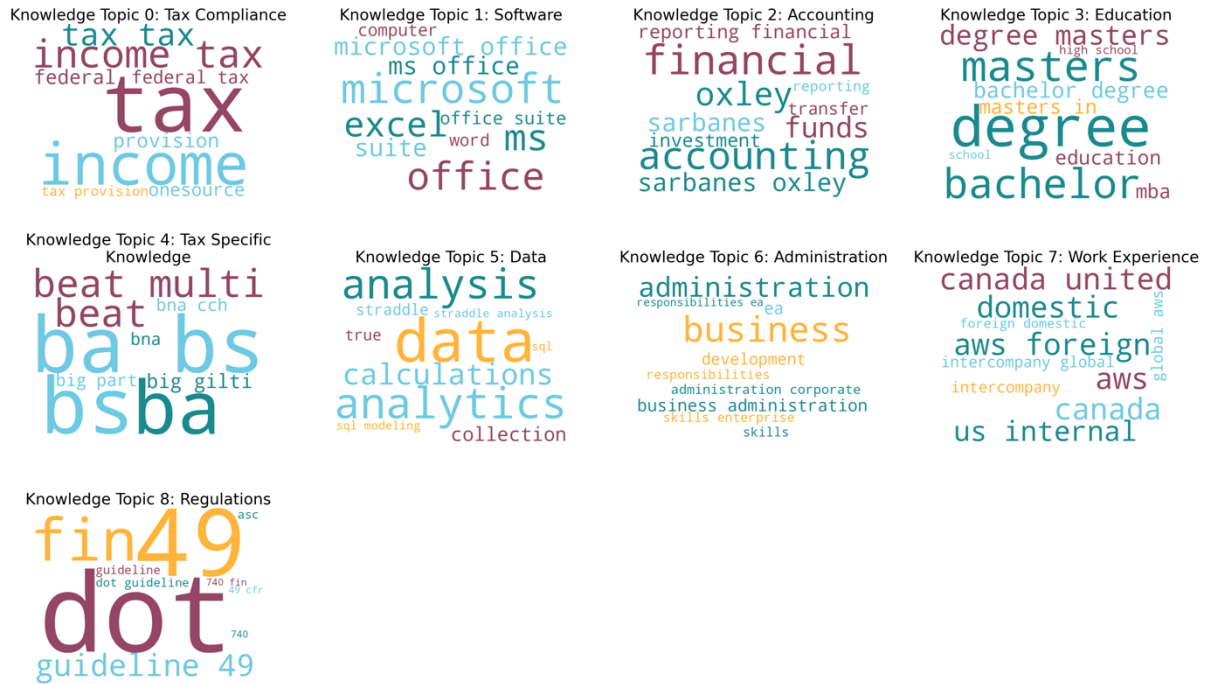 Knowledge Topic 0: Tax Compliance
tax tax
income tax
federal federal tax
tax
provision
income
tax provision
onesource
Knowledge Topic 1: Software
computer
microsoft office
ms office
microsoft
excel
office suite
suite
word
ms
office
Knowledge Topic 2: Accounting
reporting financial
financial
oxley
reporting
transfer
sarbanes
funds
investment
accounting
sarbanes oxley
Knowledge Topic 3: Education
degree masters
high school
masters
bachelor degree
masters in
degree
school
education
bachelor
mba
Knowledge Topic 4: Tax Specific
Knowledge
beat multi
beat
bna cch
ba bs
bna
big part
big gilti
bs
ba
Knowledge Topic 5: Data
analysis
straddle
straddle analysis
true
data
sql
calculations
analytics
sql modeling
collection
Knowledge Topic 6: Administration
administration
responsibilities ea
ea
business
development
responsibilities
administration corporate
business administration
skills enterprise
skills
Knowledge Topic 7: Work Experience
canada united
domestic
foreign domestic
aws foreign
global aws
intercompany global
aws
intercompany
canada
us internal
Knowledge Topic 8: Regulations
fin
49
asc
guideline
dot guideline
740 fin
49 cfr
dot
740
guideline 49